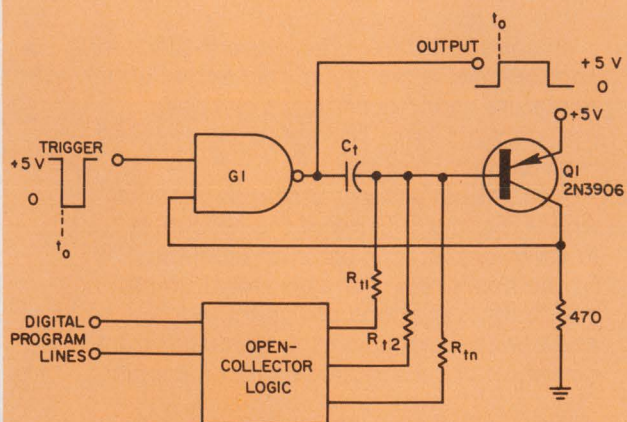 t₀
OUTPUT
+5 V
0
+5V
TRIGGER
+5 V
0
t₀
G1
Cₜ
Q1
2N3906
Rₜ₁
Rₜ₂
Rₜₙ
470
DIGITAL
PROGRAM
LINES
OPEN-
COLLECTOR
LOGIC